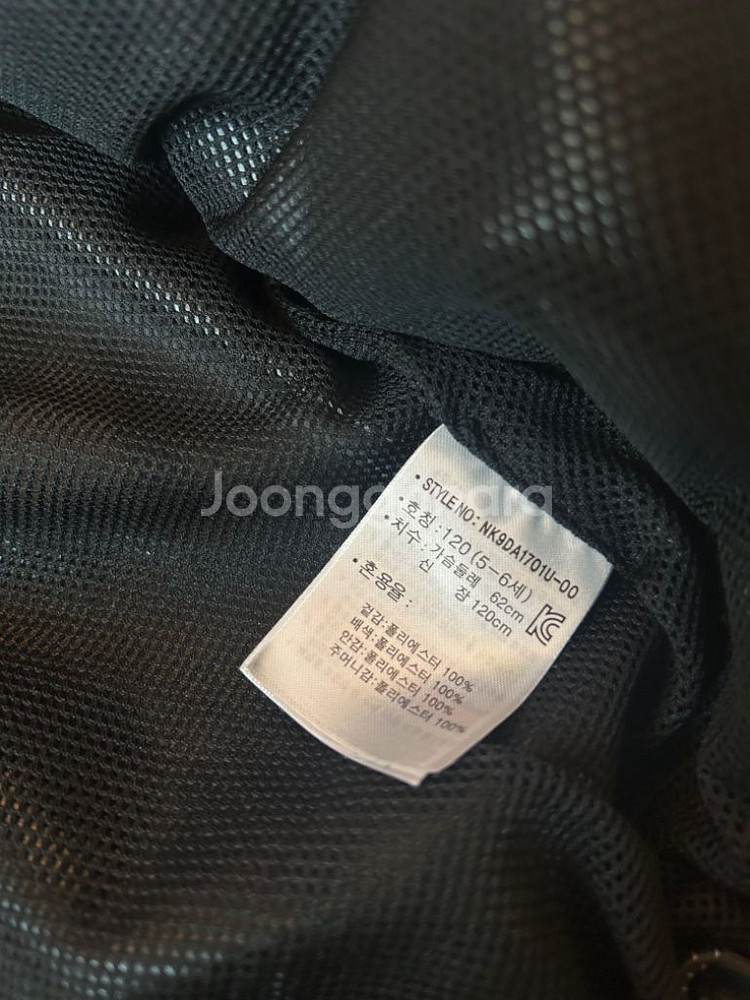 Joongonara
• STYLE NO: NK9DA1701U-00
• 호칭 : 120 (5-6세)
• 치수 : 가슴둘레 62cm
신 장 120cm
• 혼용율 :
겉감:폴리에스터 100%
배색:폴리에스터 100%
안감:폴리에스터 100%
주머니감:폴리에스터 100%